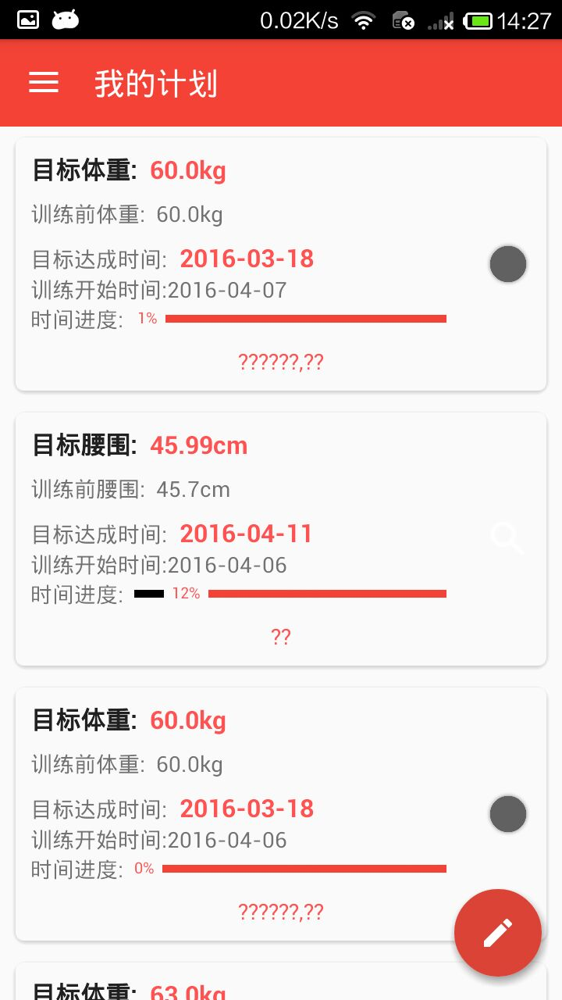 0.02K/s 14:27
我的计划
目标体重: 60.0kg
训练前体重: 60.0kg
目标达成时间: 2016-03-18
训练开始时间:2016-04-07
时间进度: 1%
??????,??
目标腰围: 45.99cm
训练前腰围: 45.7cm
目标达成时间: 2016-04-11
训练开始时间:2016-04-06
时间进度: 12%
??
目标体重: 60.0kg
训练前体重: 60.0kg
目标达成时间: 2016-03-18
训练开始时间:2016-04-06
时间进度: 0%
??????,??
目标体重: 63.0kg